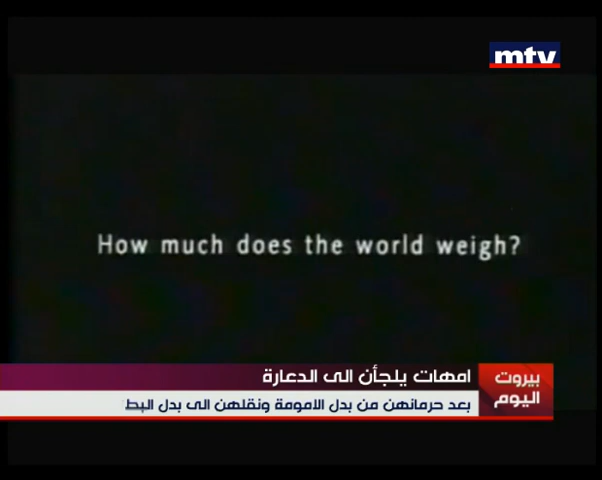 mtv
How much does the world weigh?
امهات يلجأن الى الدعارة
بيروت
اليوم
بعد حرمانهن من بدل الامومة ونقلهن الى بدل البط